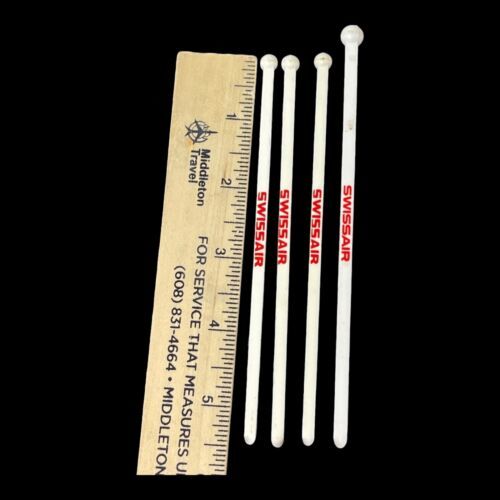 1
2
3
4
5
Middleton
Travel
FOR SERVICE THAT MEASURES U
(608) 831-4664 • MIDDLETON
SWISSAIR
SWISSAIR
SWISSAIR
SWISSAIR